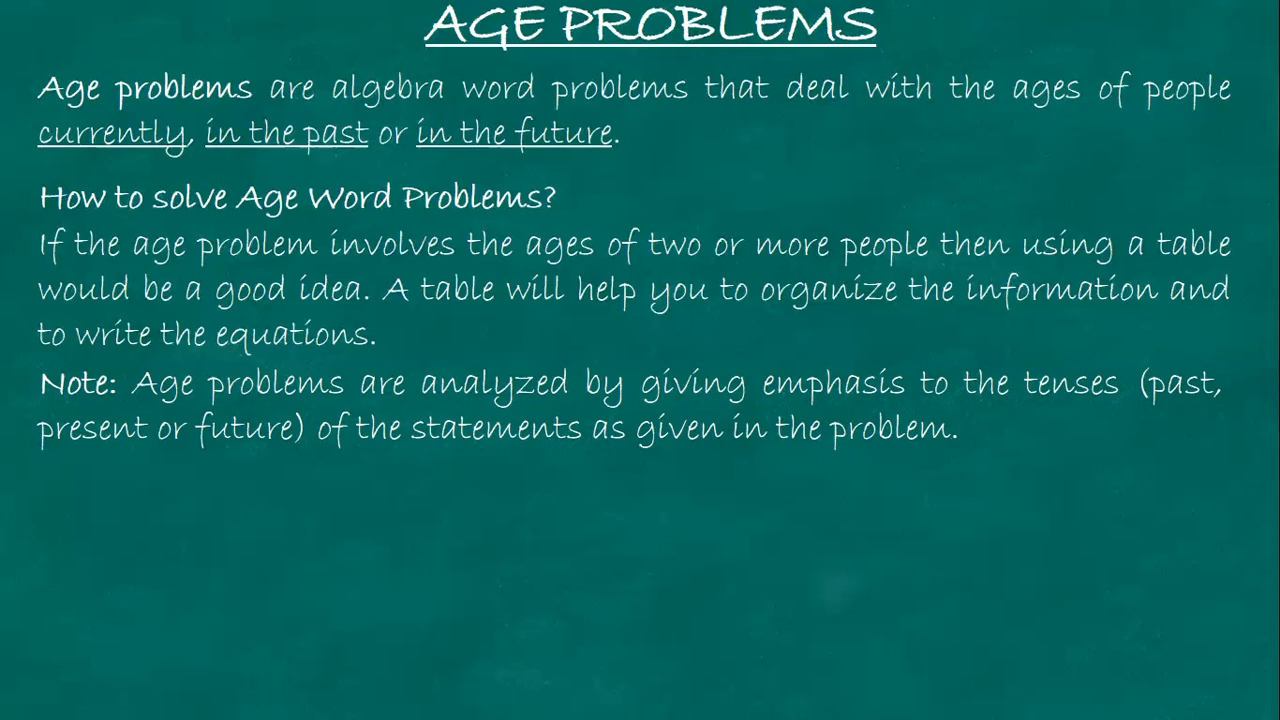 AGE PROBLEMS
Age problems are algebra word problems that deal with the ages of people
currently, in the past or in the future.
How to solve Age Word Problems?
If the age problem involves the ages of two or more people then using a table
would be a good idea. A table will help you to organize the information and
to write the equations.
Note: Age problems are analyzed by giving emphasis to the tenses (past,
present or future) of the statements as given in the problem.